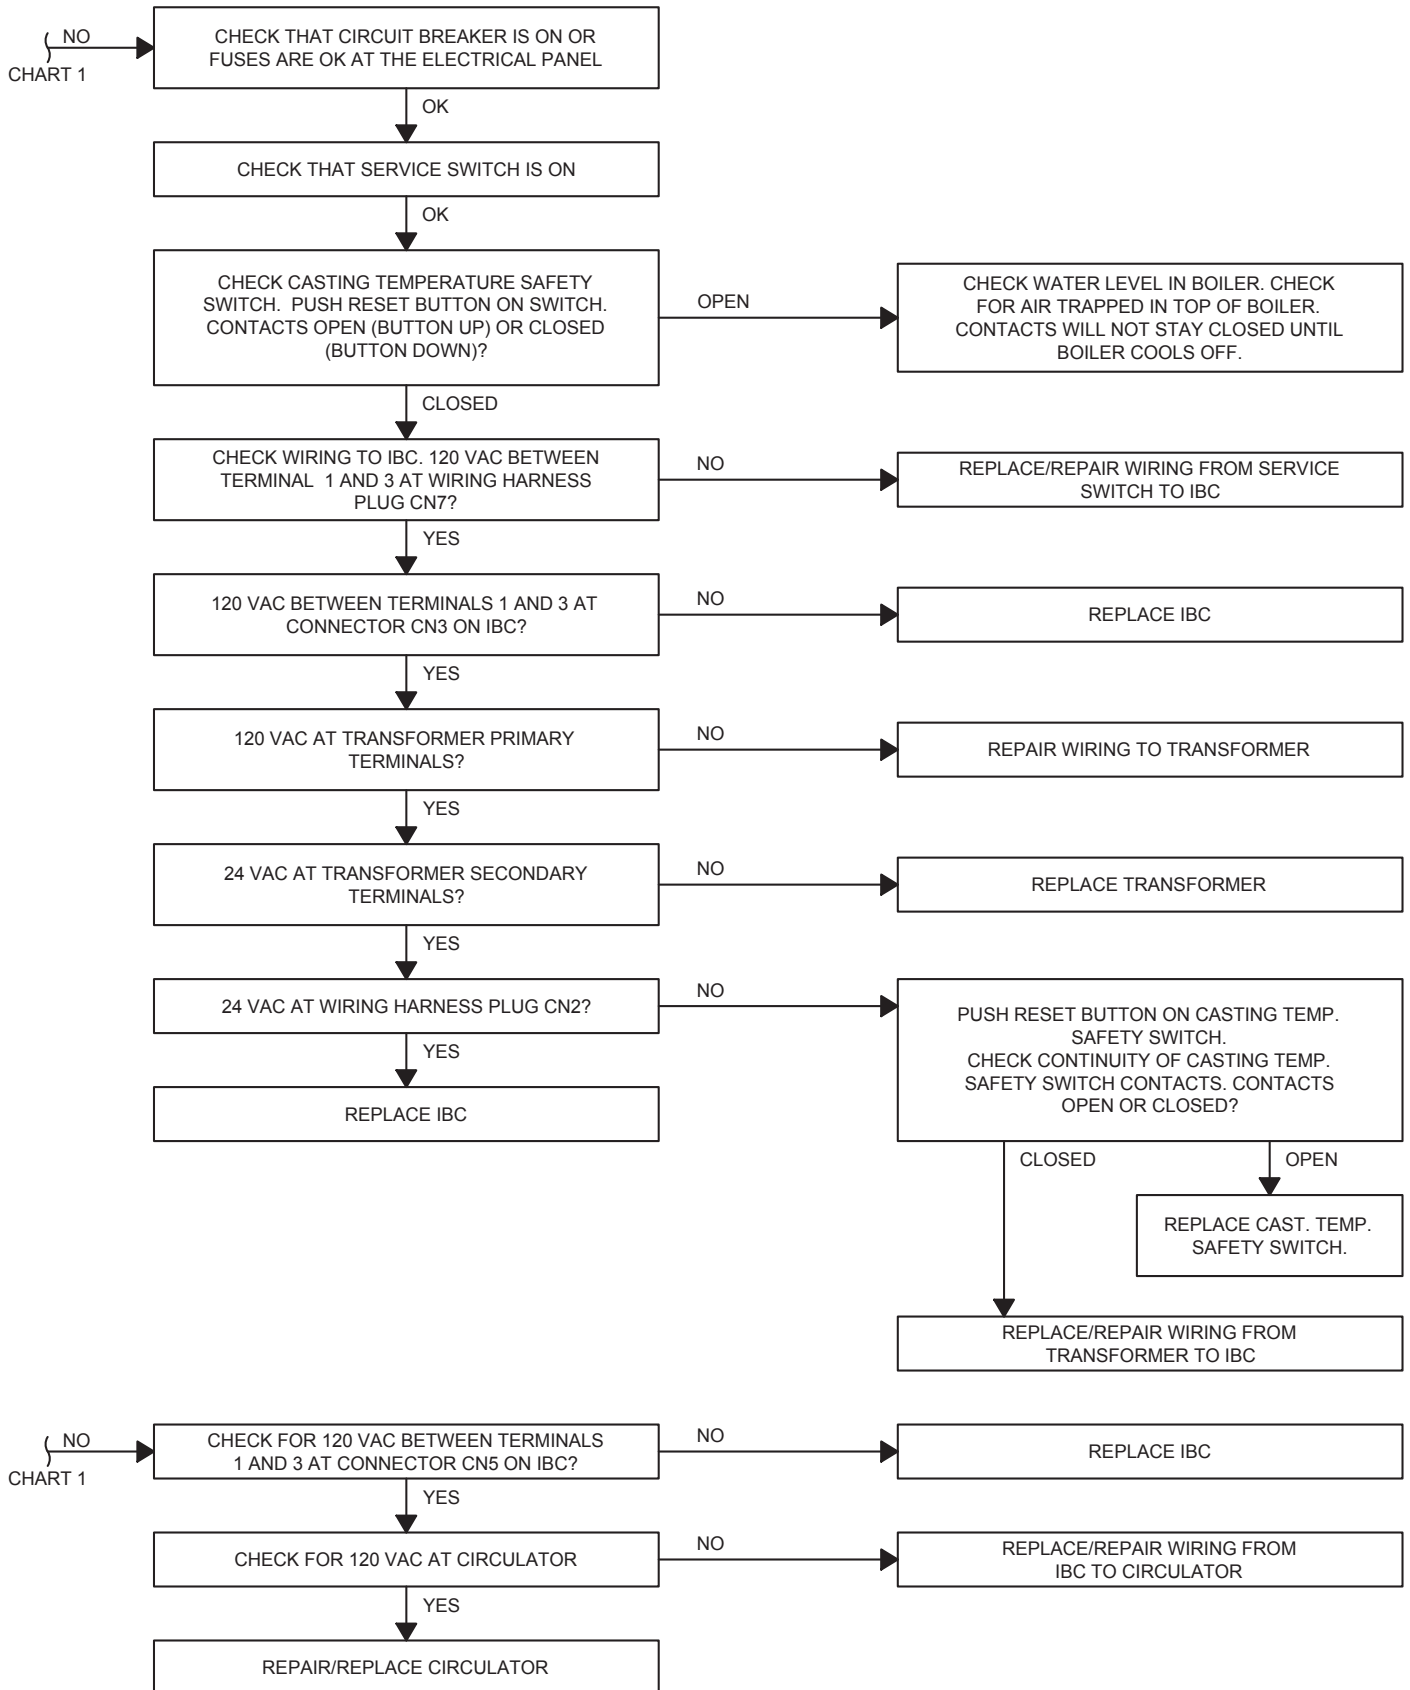 NO
CHART 1
CHECK THAT CIRCUIT BREAKER IS ON OR
FUSES ARE OK AT THE ELECTRICAL PANEL
OK
CHECK THAT SERVICE SWITCH IS ON
OK
CHECK CASTING TEMPERATURE SAFETY
SWITCH. PUSH RESET BUTTON ON SWITCH.
CONTACTS OPEN (BUTTON UP) OR CLOSED
(BUTTON DOWN)?
OPEN
CHECK WATER LEVEL IN BOILER. CHECK
FOR AIR TRAPPED IN TOP OF BOILER.
CONTACTS WILL NOT STAY CLOSED UNTIL
BOILER COOLS OFF.
CLOSED
CHECK WIRING TO IBC. 120 VAC BETWEEN
TERMINAL 1 AND 3 AT WIRING HARNESS
PLUG CN7?
NO
REPLACE/REPAIR WIRING FROM SERVICE
SWITCH TO IBC
YES
120 VAC BETWEEN TERMINALS 1 AND 3 AT
CONNECTOR CN3 ON IBC?
NO
REPLACE IBC
YES
120 VAC AT TRANSFORMER PRIMARY
TERMINALS?
NO
REPAIR WIRING TO TRANSFORMER
YES
24 VAC AT TRANSFORMER SECONDARY
TERMINALS?
NO
REPLACE TRANSFORMER
YES
24 VAC AT WIRING HARNESS PLUG CN2?
NO
PUSH RESET BUTTON ON CASTING TEMP.
SAFETY SWITCH.
CHECK CONTINUITY OF CASTING TEMP.
SAFETY SWITCH CONTACTS. CONTACTS
OPEN OR CLOSED?
YES
REPLACE IBC
CLOSED
OPEN
REPLACE CAST. TEMP.
SAFETY SWITCH.
REPLACE/REPAIR WIRING FROM
TRANSFORMER TO IBC
NO
CHART 1
CHECK FOR 120 VAC BETWEEN TERMINALS
1 AND 3 AT CONNECTOR CN5 ON IBC?
NO
REPLACE IBC
YES
CHECK FOR 120 VAC AT CIRCULATOR
NO
REPLACE/REPAIR WIRING FROM
IBC TO CIRCULATOR
YES
REPAIR/REPLACE CIRCULATOR